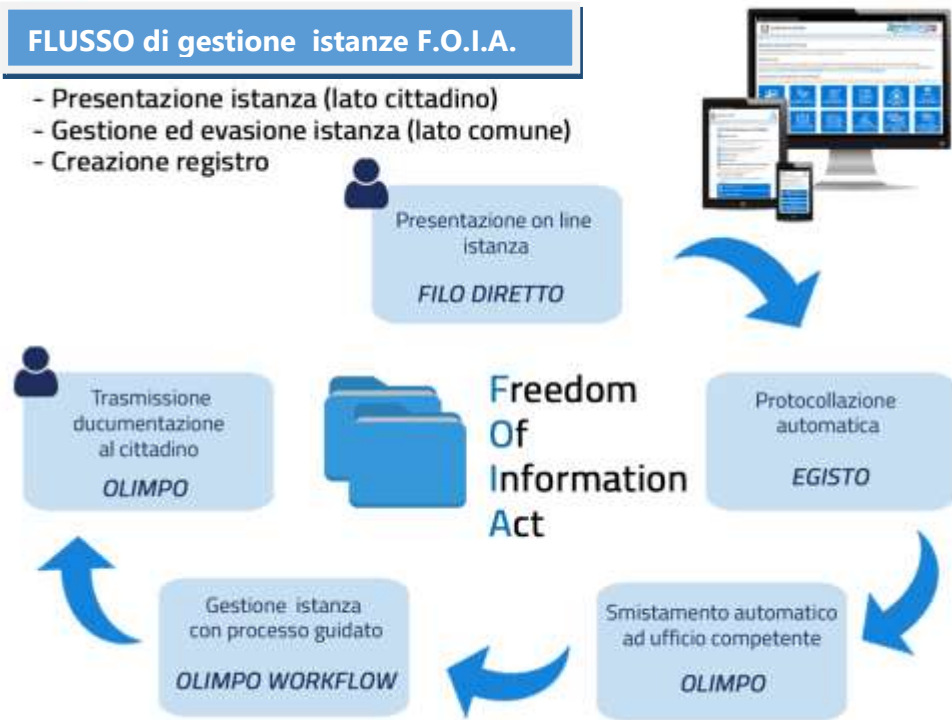 FLUSSO di gestione istanze F.O.I.A.
- Presentazione istanza (lato cittadino)
- Gestione ed evasione istanza (lato comune)
- Creazione registro
Presentazione on line
istanza
FILO DIRETTO
Protocollazione
automatica
EGISTO
Smistamento automatico
ad ufficio competente
OLIMPO
Gestione istanza
con processo guidato
OLIMPO WORKFLOW
Trasmissione
ducumentazione
al cittadino
OLIMPO
Freedom
Of
Information
Act